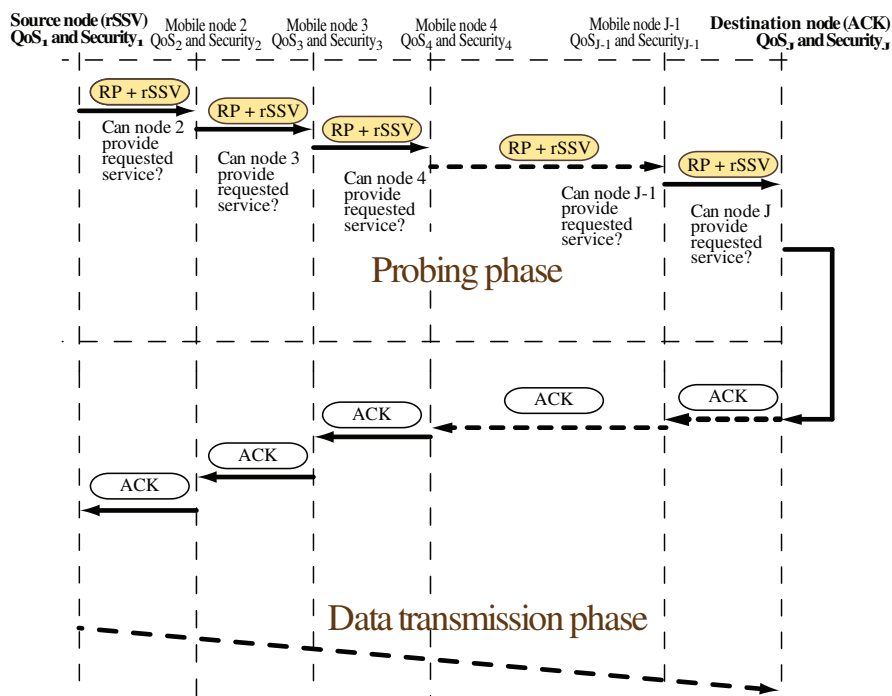 Source node (rSSV)
QoS1 and Security1
Mobile node 2
QoS2 and Security2
Mobile node 3
QoS3 and Security3
Mobile node 4
QoS4 and Security4
Mobile node J-1
QoSJ-1 and SecurityJ-1
Destination node (ACK)
QoSJ and SecurityJ
RP + rSSV
RP + rSSV
RP + rSSV
RP + rSSV
RP + rSSV
Can node 2
provide
requested
service?
Can node 3
provide
requested
service?
Can node 4
provide
requested
service?
Can node J-1
provide
requested
service?
Can node J
provide
requested
service?
Probing phase
ACK
ACK
ACK
ACK
ACK
Data transmission phase